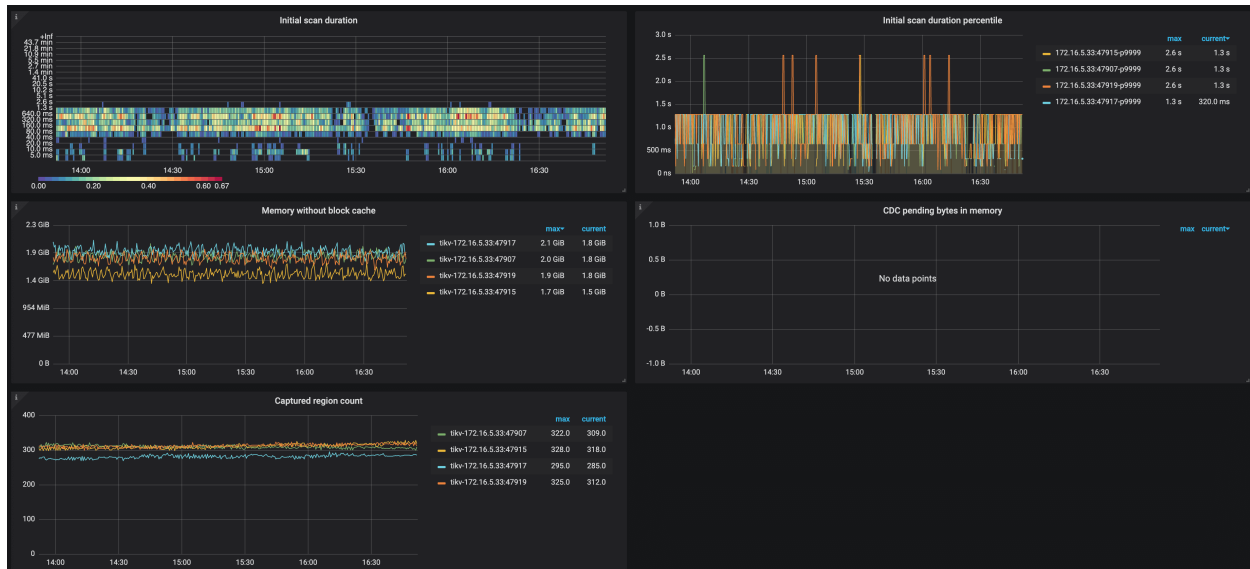 Initial scan duration
+Inf
43.7 min
21.8 min
10.9 min
5.5 min
2.7 min
1.4 min
41.0 s
20.5 s
10.2 s
5.1 s
2.6 s
1.3 s
640.0 ms
320.0 ms
160.0 ms
80.0 ms
40.0 ms
20.0 ms
10.0 ms
5.0 ms
14:00 14:30 15:00 15:30 16:00 16:30
0.00 0.20 0.40 0.60 0.67
Initial scan duration percentile
3.0 s
2.5 s
2.0 s
1.5 s
1.0 s
500 ms
0 ns
14:00 14:30 15:00 15:30 16:00 16:30
max current
172.16.5.33:47915-p9999 2.6 s 1.3 s
172.16.5.33:47907-p9999 2.6 s 1.3 s
172.16.5.33:47919-p9999 2.6 s 1.3 s
172.16.5.33:47917-p9999 1.3 s 320.0 ms
Memory without block cache
2.3 GiB
1.9 GiB
1.4 GiB
954 MiB
477 MiB
0 B
14:00 14:30 15:00 15:30 16:00 16:30
max current
tikv-172.16.5.33:47917 2.1 GiB 1.8 GiB
tikv-172.16.5.33:47907 2.0 GiB 1.8 GiB
tikv-172.16.5.33:47919 1.9 GiB 1.8 GiB
tikv-172.16.5.33:47915 1.7 GiB 1.5 GiB
CDC pending bytes in memory
1.0 B
0.5 B
0 B
-0.5 B
-1.0 B
No data points
14:00 14:30 15:00 15:30 16:00 16:30
max current
Captured region count
400
300
200
100
0
14:00 14:30 15:00 15:30 16:00 16:30
max current
tikv-172.16.5.33:47907 322.0 309.0
tikv-172.16.5.33:47915 328.0 318.0
tikv-172.16.5.33:47917 295.0 285.0
tikv-172.16.5.33:47919 325.0 312.0